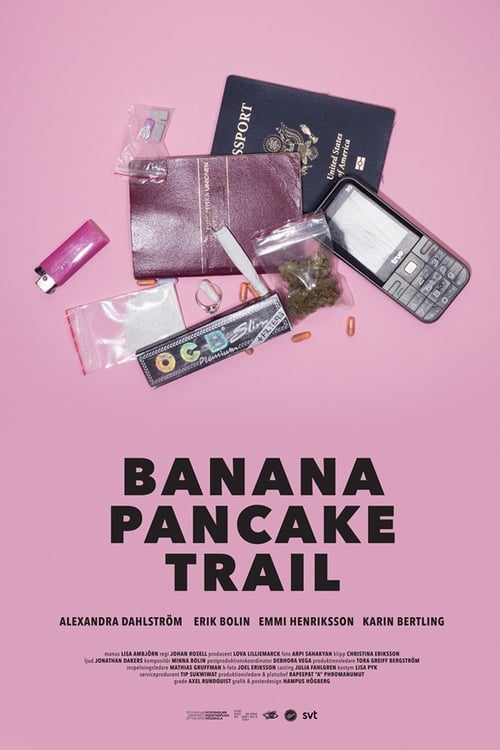 SSPORT
United States
of America
UNIONEN
true
OCB Slim
Premium
BANANA
PANCAKE
TRAIL
ALEXANDRA DAHLSTRÖM ERIK BOLIN EMMI HENRIKSSON KARIN BERTLING
manus LISA AMBJÖRN regi JOHAN ROSELL producent LOVA LILLIEMARCK foto ARPI SAHAKYAN klipp CHRISTINA ERIKSSON
ljud JONATHAN DAKERS kompositör MINNA BOLIN postproduktionskoordinator DEBHORA VEGA produktionsledare TORA GREIFF BERGSTRÖM
inspelningsledare MATHIAS GRUFFMAN b-foto JOEL ERIKSSON casting JULIA FAHLGREN kostym LISA PYK
serviceproducent TIP SUKWIWAT produktionsledare & platschef RAPEEPAT "A" PHROMANUMUT
grade AXEL RUNDQUIST grafik & posterdesign HAMPUS HÖGBERG
svt